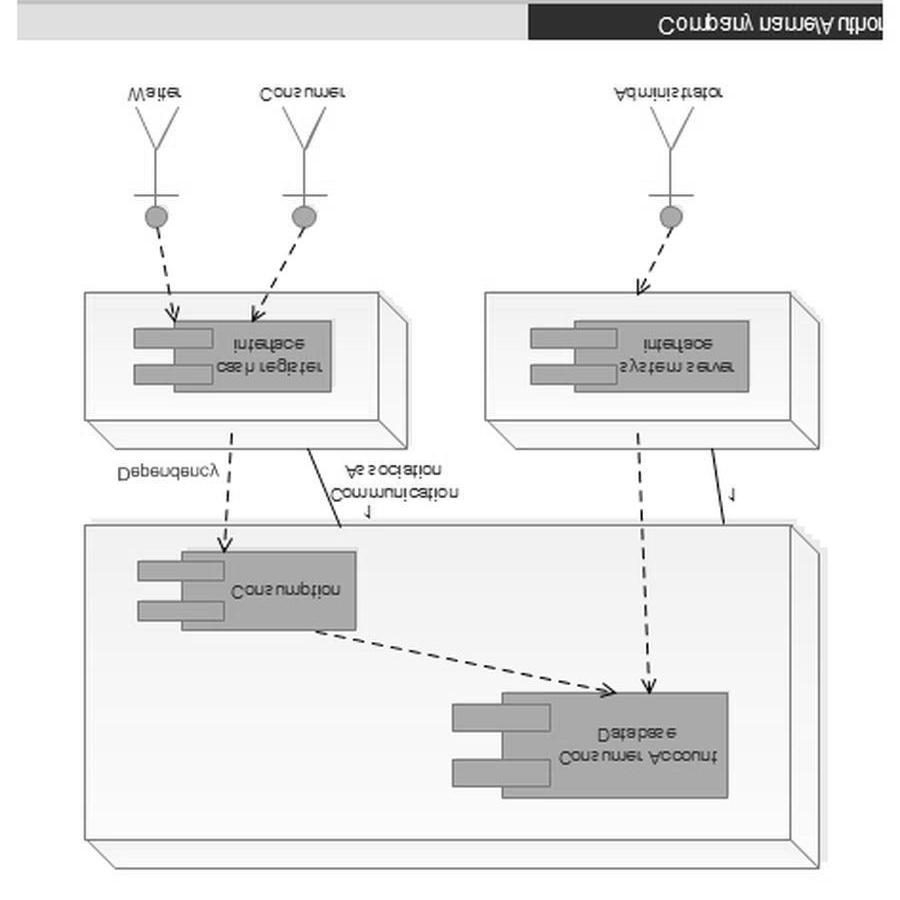 Consumer Account
Database
Consumption
1
Communication
Association
1
Dependency
cash register
interface
system server
interface
Waiter
Consumer
Administrator
Company name/Author